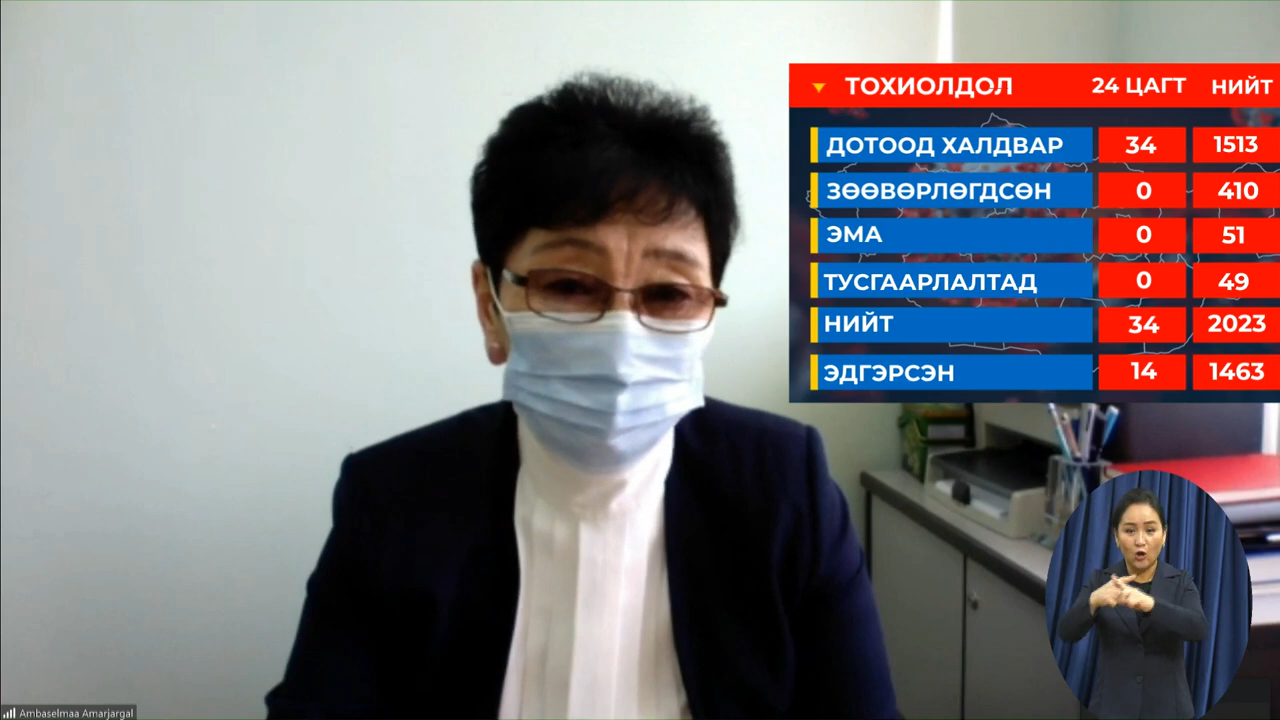 ТОХИОЛДОЛ 24 ЦАГТ НИЙТ
ДОТООД ХАЛДВАР 34 1513
ЗӨӨВӨРЛӨГДСӨН 0 410
ЭМА 0 51
ТУСГААРЛАЛТАД 0 49
НИЙТ 34 2023
ЭДГЭРСЭН 14 1463
Ambaselmaa Amarjargal